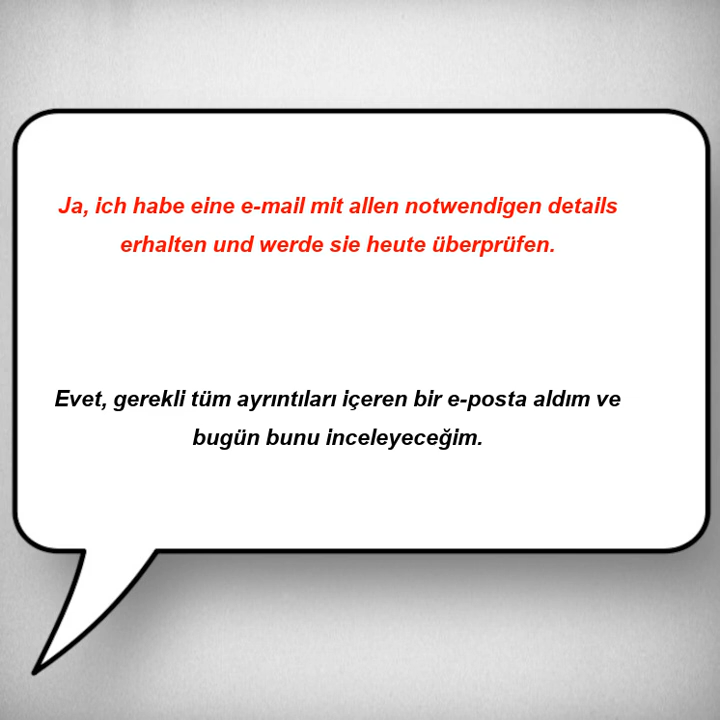 Ja, ich habe eine e-mail mit allen notwendigen details
erhalten und werde sie heute überprüfen.
Evet, gerekli tüm ayrıntıları içeren bir e-posta aldım ve
bugün bunu inceleyeceğim.